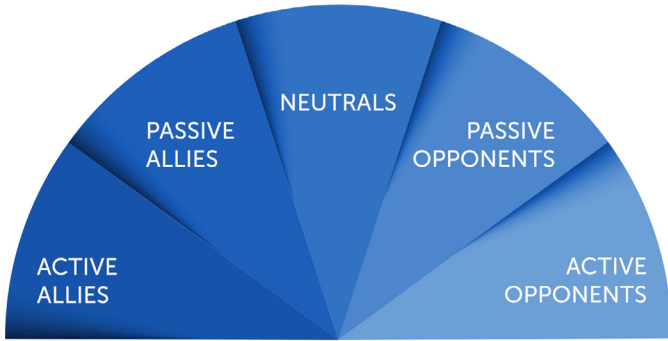 ACTIVE
ALLIES
PASSIVE
ALLIES
NEUTRALS
PASSIVE
OPPONENTS
ACTIVE
OPPONENTS